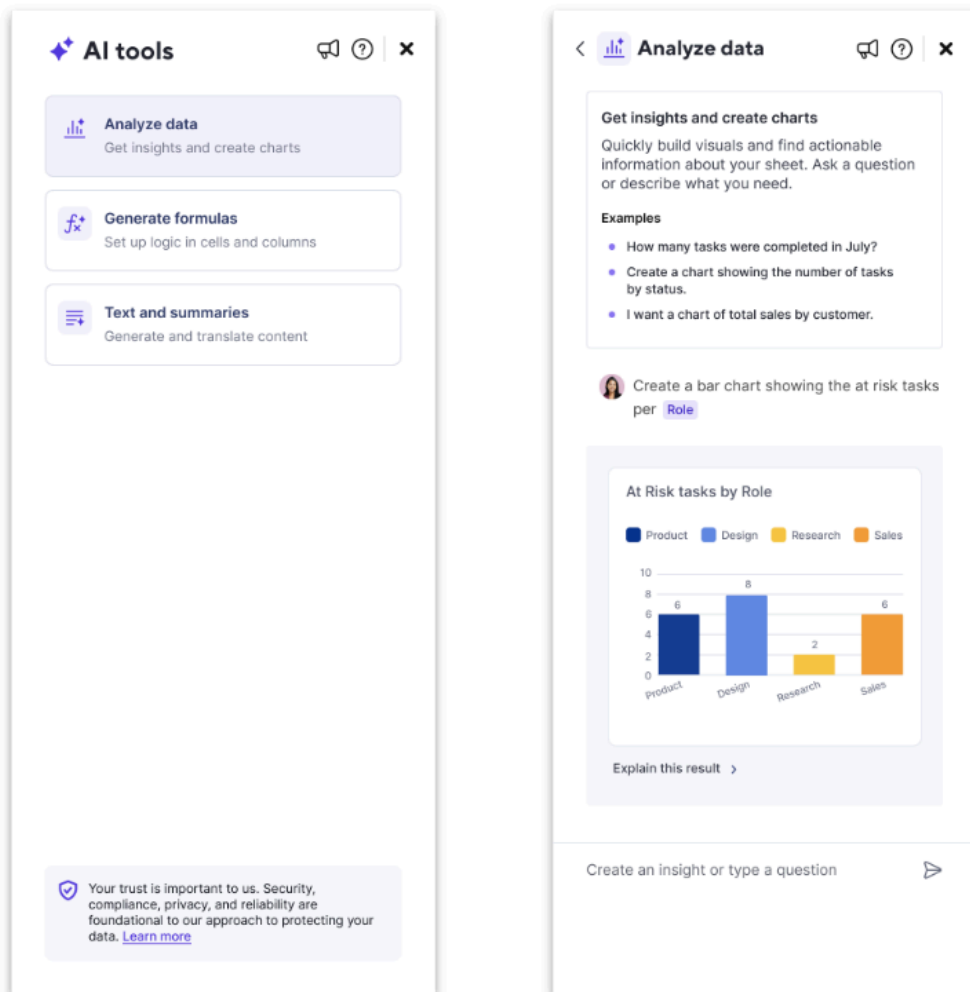 AI tools
Analyze data
Get insights and create charts
Generate formulas
Set up logic in cells and columns
Text and summaries
Generate and translate content
Your trust is important to us. Security,
compliance, privacy, and reliability are
foundational to our approach to protecting your
data. Learn more
Analyze data
Get insights and create charts
Quickly build visuals and find actionable
information about your sheet. Ask a question
or describe what you need.
Examples
How many tasks were completed in July?
Create a chart showing the number of tasks
by status.
I want a chart of total sales by customer.
Create a bar chart showing the at risk tasks
per Role
At Risk tasks by Role
Product Design Research Sales
10
8
6
4
2
0
6 8 2 6
Product Design Research Sales
Explain this result
Create an insight or type a question